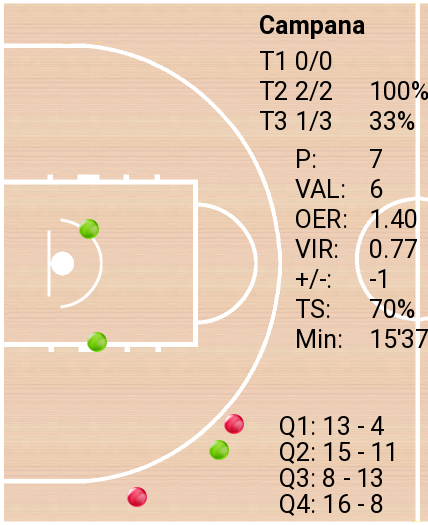 Campana
T1 0/0
T2 2/2 100%
T3 1/3 33%
P: 7
VAL: 6
OER: 1.40
VIR: 0.77
+/-: -1
TS: 70%
Min: 15'37
Q1: 13 - 4
Q2: 15 - 11
Q3: 8 - 13
Q4: 16 - 8